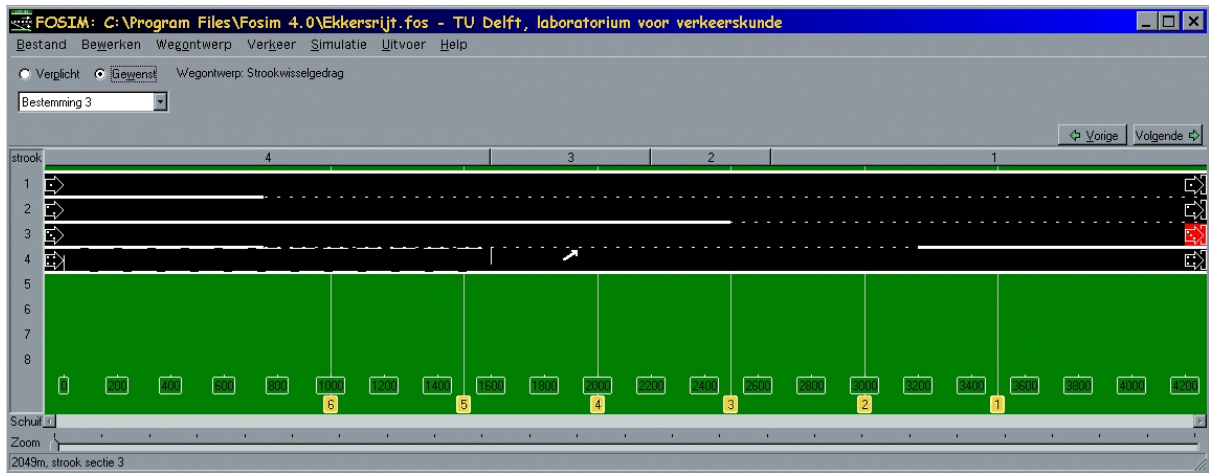 FOSIM: C:\Program Files\Fosim 4.0\Ekkersrijt.fos - TU Delft, laboratorium voor verkeerskunde
Bestand Bewerken Wegontwerp Verkeer Simulatie Uitvoer Help
Verplicht Gewenst Wegontwerp: Strookwisselgedrag
Bestemming 3
Vorige Volgende
strook 4 3 2 1
1
2
3
4
5
6
7
8
0 200 400 600 800 1000 1200 1400 1600 1800 2000 2200 2400 2600 2800 3000 3200 3400 3600 3800 4000 4200
6 5 4 3 2 1
Schuif
Zoom
2049m, strook sectie 3